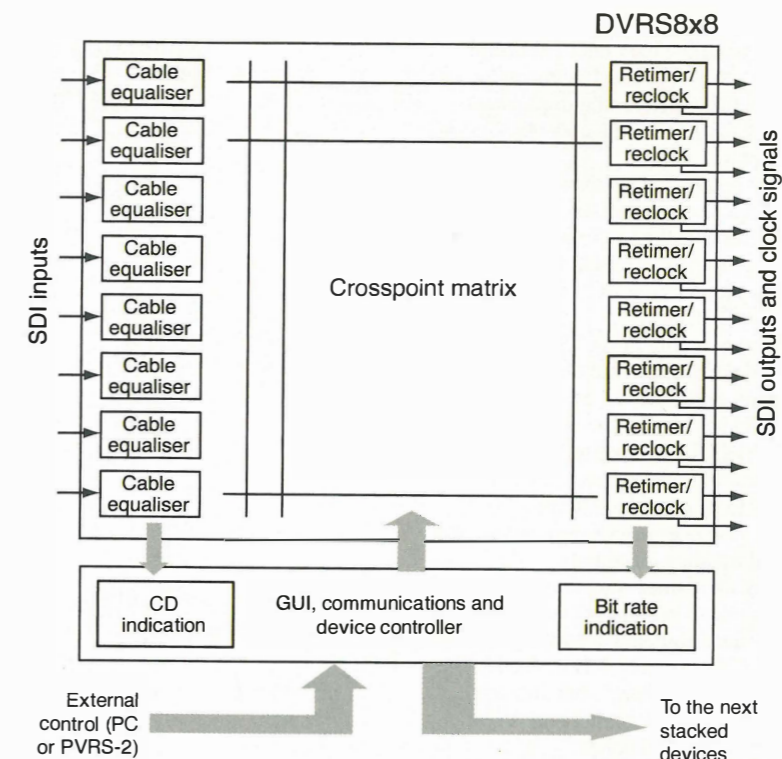 DVRS8x8
SDI inputs
Cable
equaliser
Cable
equaliser
Cable
equaliser
Cable
equaliser
Cable
equaliser
Cable
equaliser
Cable
equaliser
Cable
equaliser
Crosspoint matrix
Retimer/
reclock
Retimer/
reclock
Retimer/
reclock
Retimer/
reclock
Retimer/
reclock
Retimer/
reclock
Retimer/
reclock
Retimer/
reclock
SDI outputs and clock signals
CD
indication
GUI, communications and
device controller
Bit rate
indication
External
control (PC
or PVRS-2)
To the next
stacked
devices